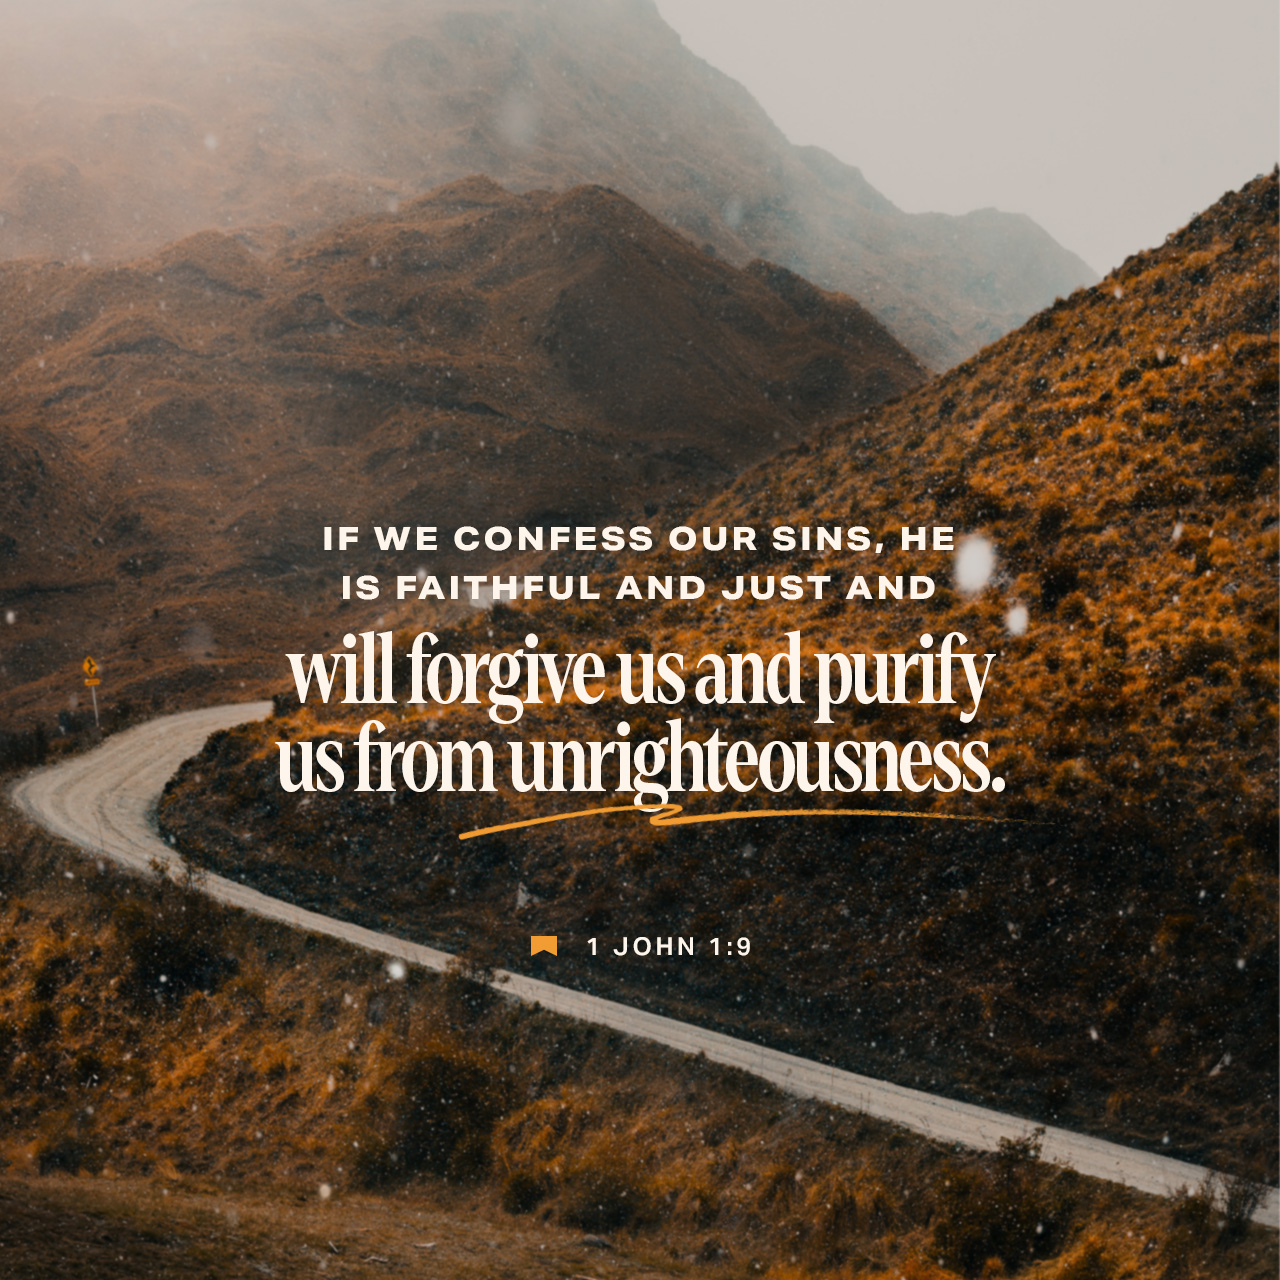 IF WE CONFESS OUR SINS, HE
IS FAITHFUL AND JUST AND
will forgive us and purify
us from unrighteousness.
1 JOHN 1:9